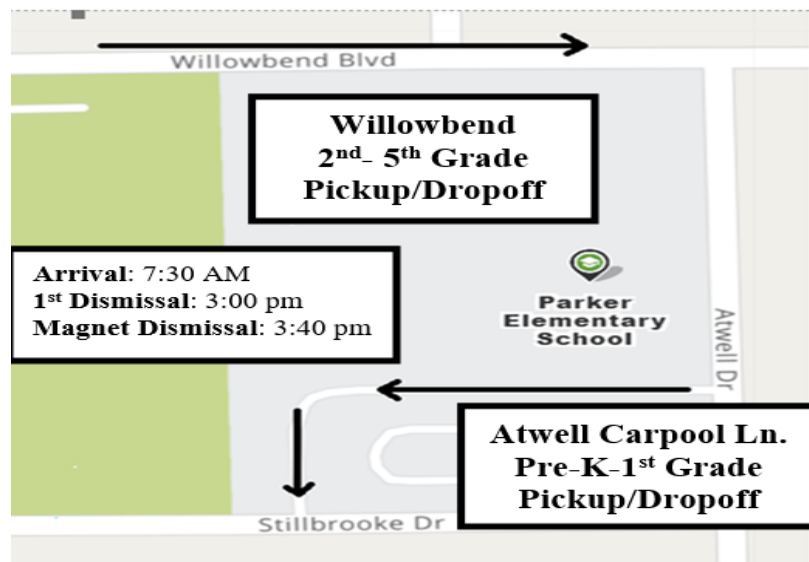 Willowbend Blvd
Willowbend
2nd- 5th Grade
Pickup/Dropoff
Arrival: 7:30 AM
1st Dismissal: 3:00 pm
Magnet Dismissal: 3:40 pm
Parker
Elementary
School
Atwell Dr
Atwell Carpool Ln.
Pre-K-1st Grade
Pickup/Dropoff
Stillbrooke Dr